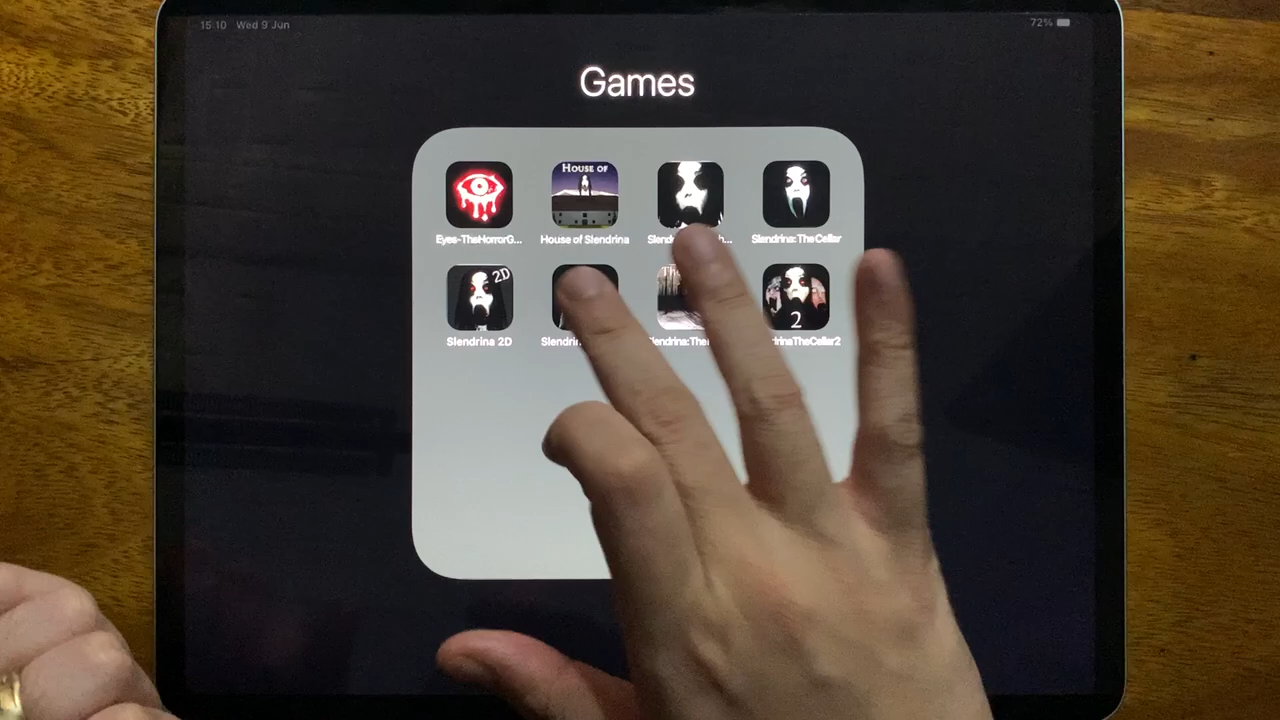 15:10 Wed 9 Jun
72%
Games
HOUSE OF
Eyes-TheHorrorG...
House of Slendrina
Slendrina: The Cellar
2D
2
Slendrina 2D